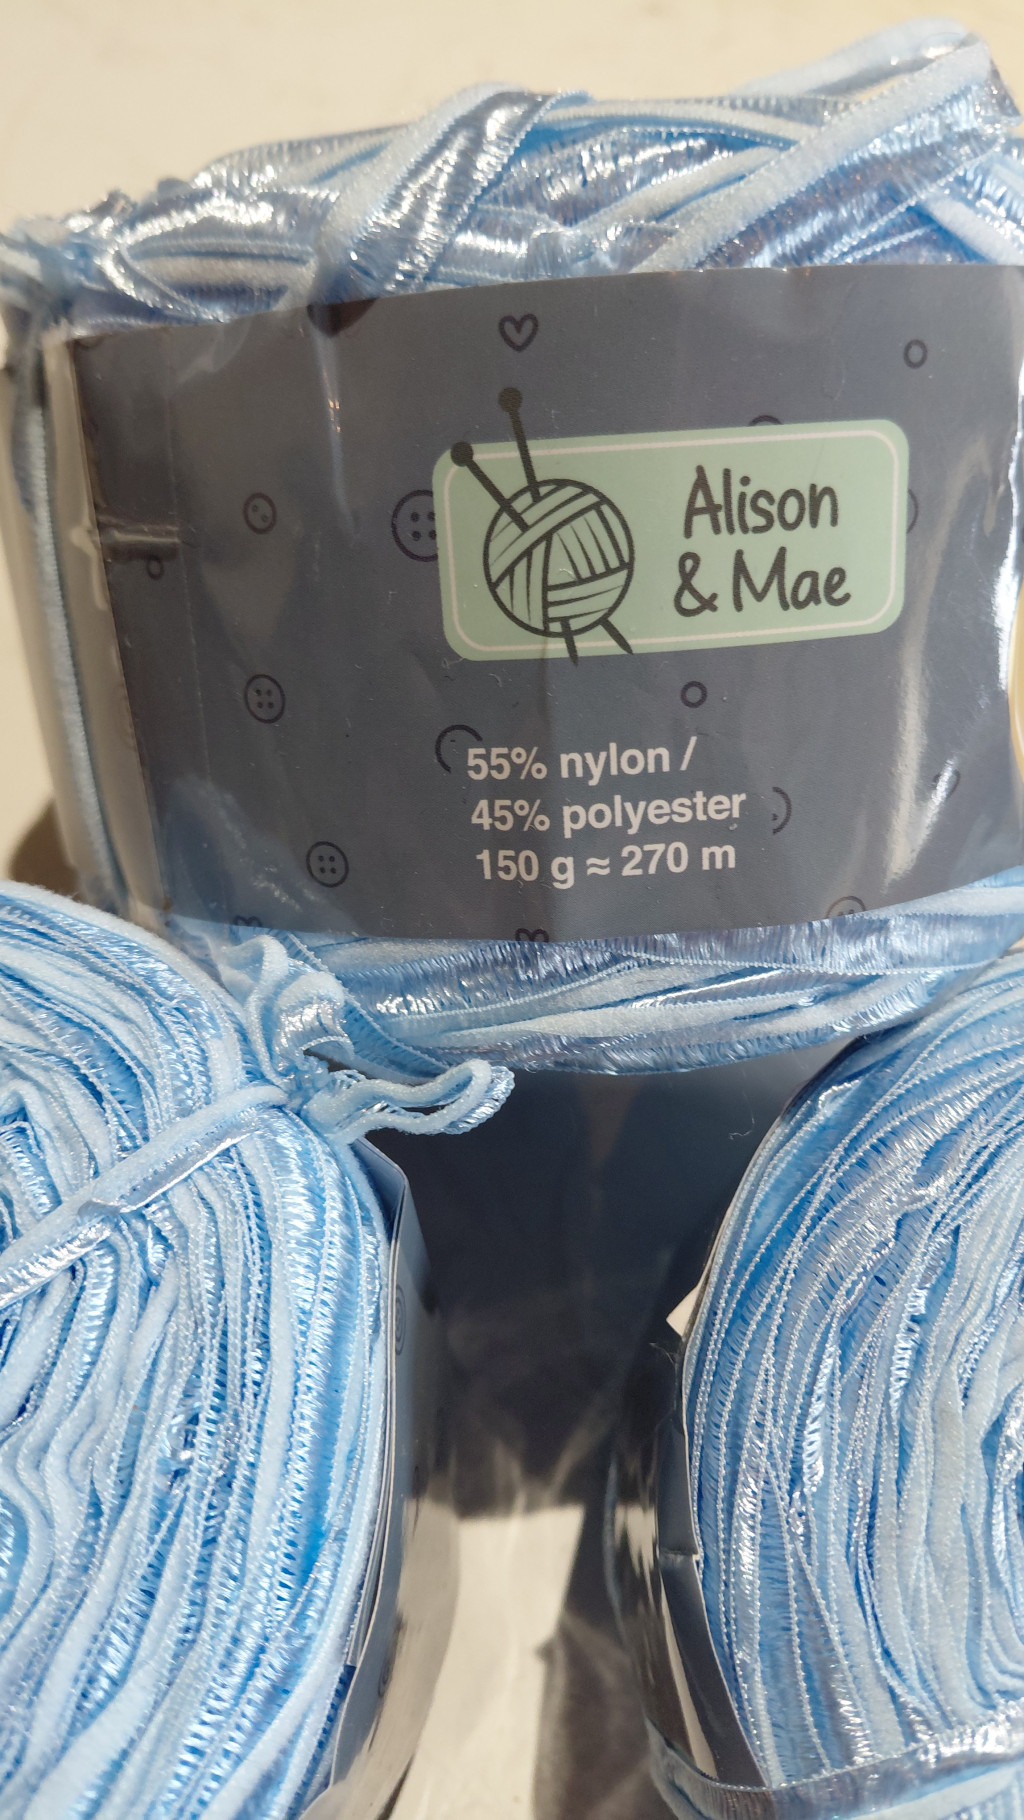 Alison
& Mae
55% nylon /
45% polyester
150 g ≈ 270 m